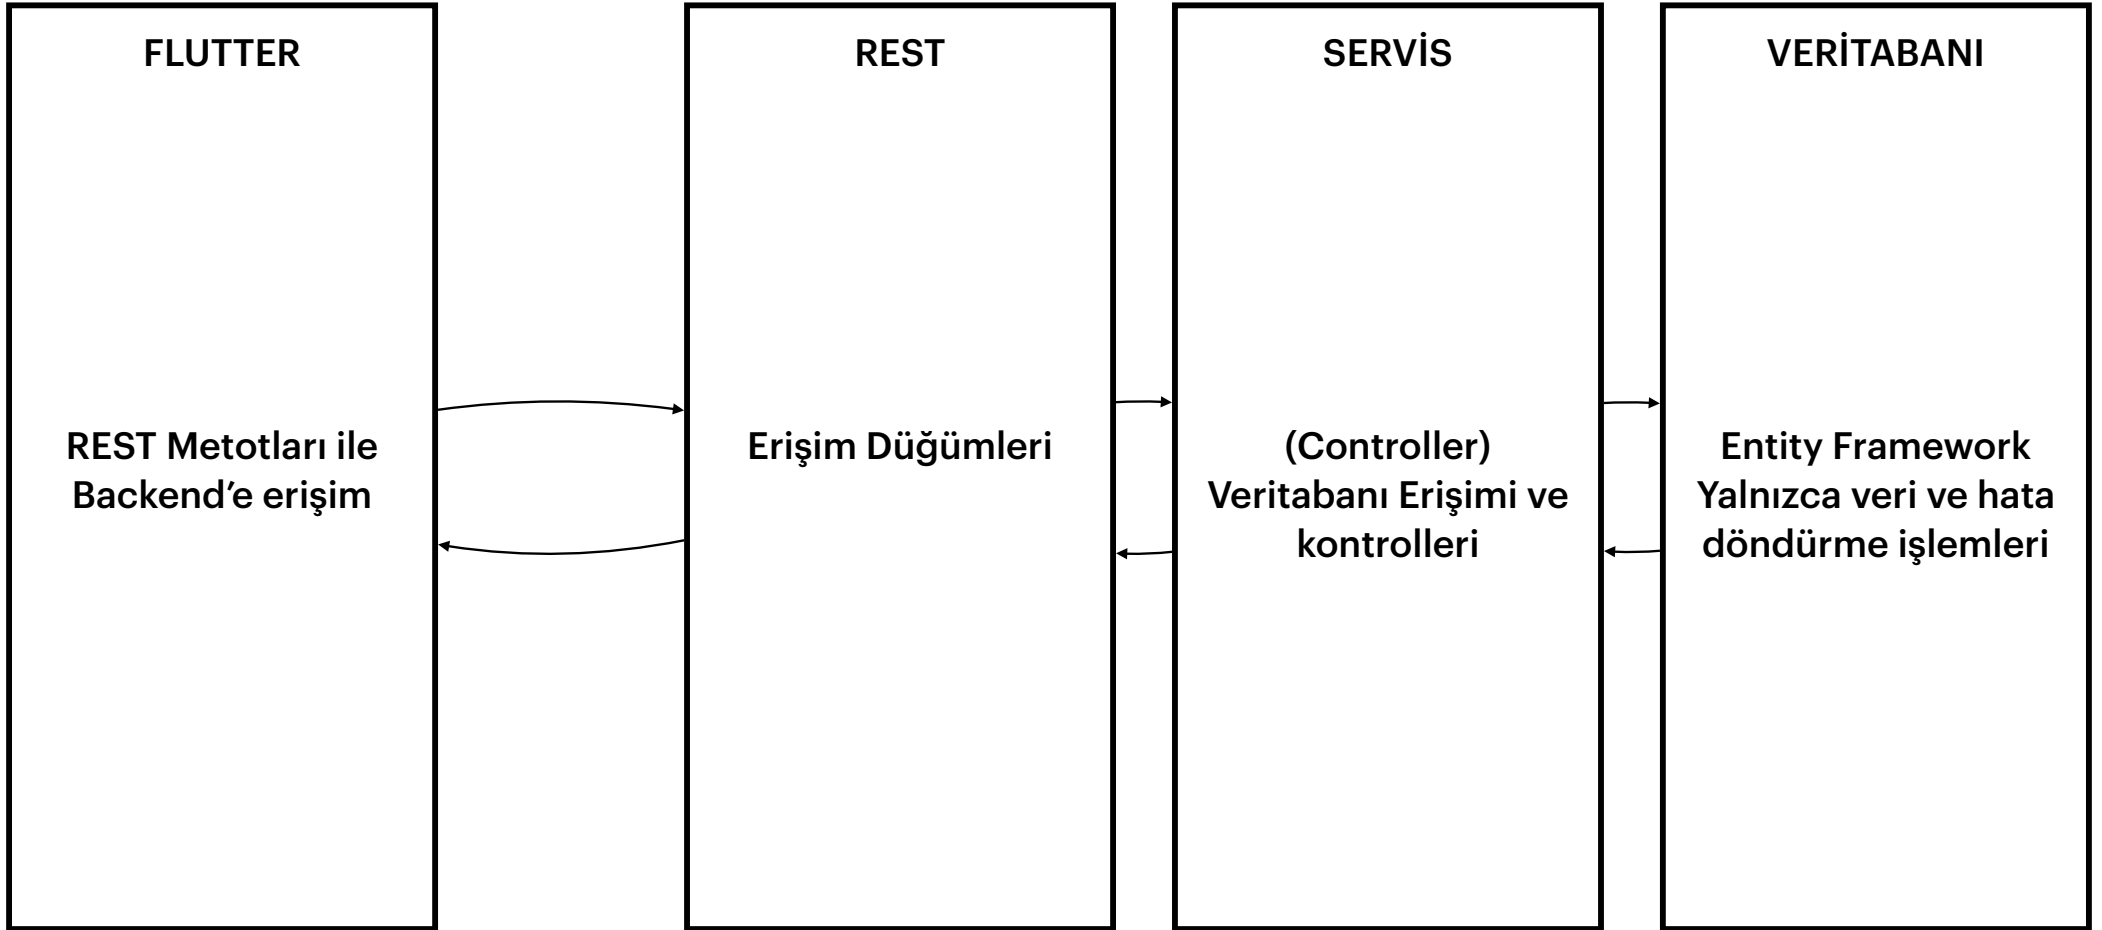 FLUTTER
REST Metotları ile
Backend’e erişim
REST
Erişim Düğümleri
SERVİS
(Controller)
Veritabanı Erişimi ve
kontrolleri
VERİTABANI
Entity Framework
Yalnızca veri ve hata
döndürme işlemleri